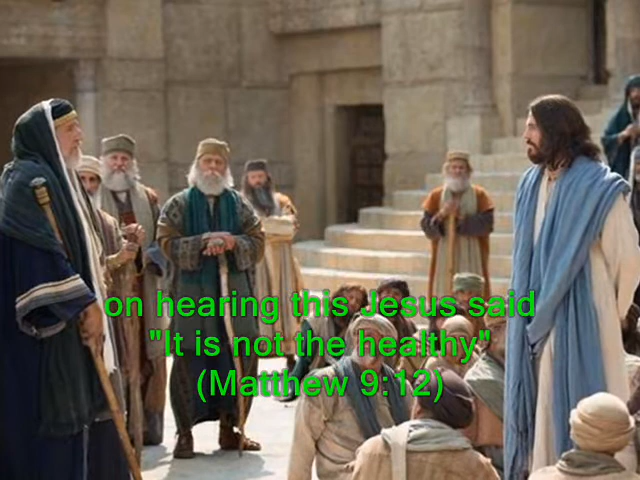 on hearing this Jesus said
"It is not the healthy"
(Matthew 9:12)